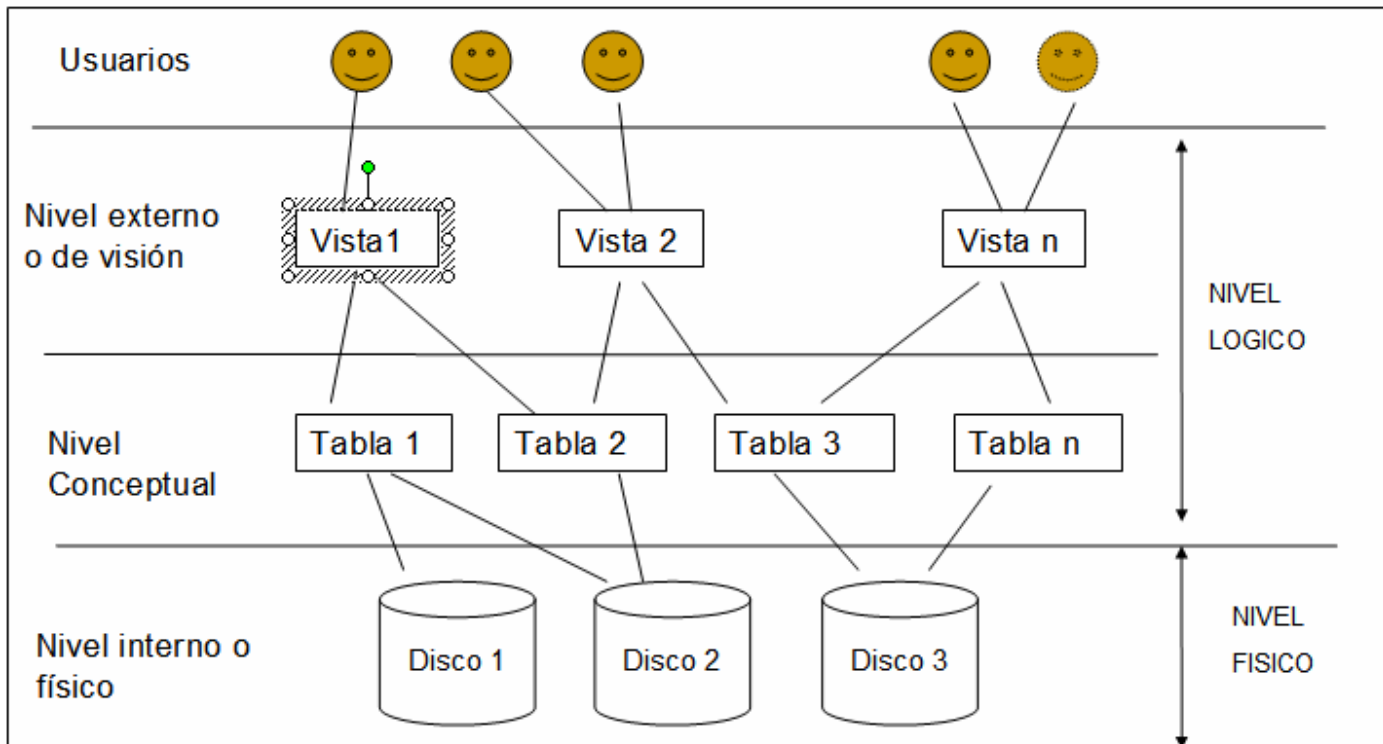 Usuarios
Nivel externo
o de visión
Vista1
Vista 2
Vista n
NIVEL
LOGICO
Nivel
Conceptual
Tabla 1
Tabla 2
Tabla 3
Tabla n
Nivel interno o
físico
Disco 1
Disco 2
Disco 3
NIVEL
FISICO